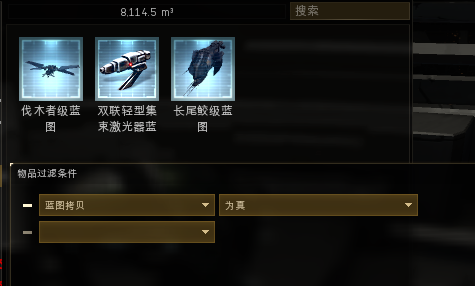 8,114.5 m³
搜索
伐木者级蓝
图
双联轻型集
束激光器蓝
长尾鲛级蓝
图
物品过滤条件
蓝图拷贝
为真